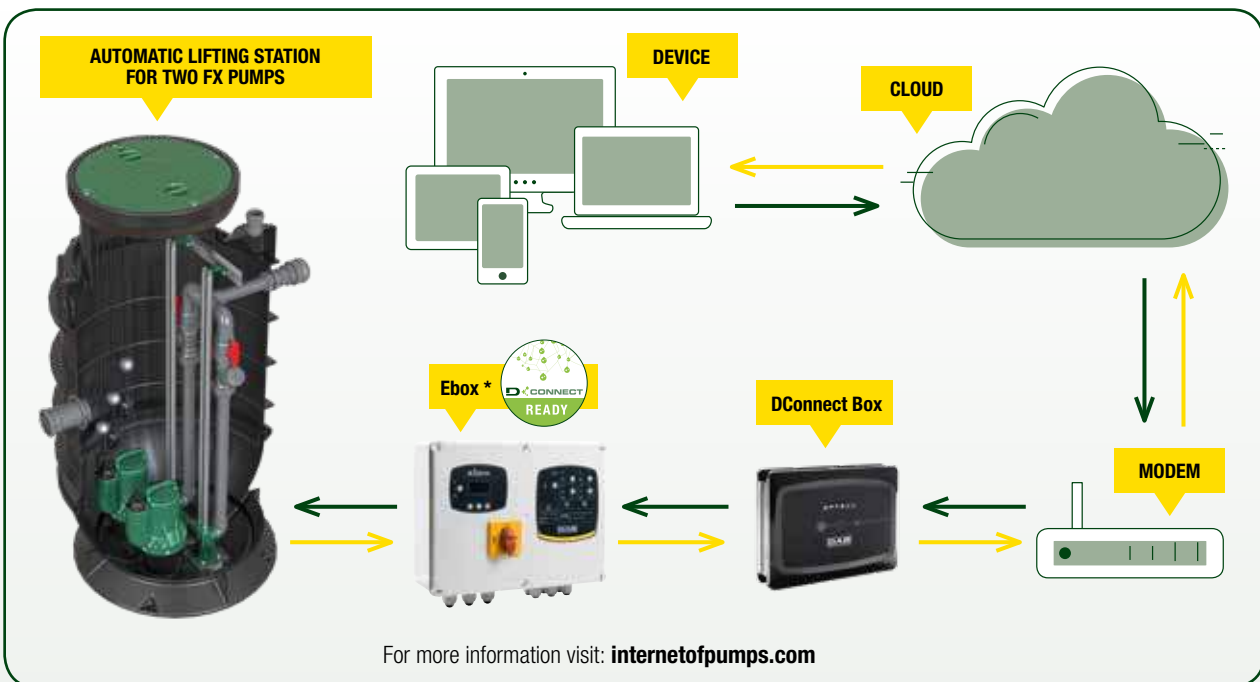 AUTOMATIC LIFTING STATION
FOR TWO FX PUMPS
DEVICE
CLOUD
Ebox *
D CONNECT
READY
DConnect Box
MODEM
DAB
For more information visit: internetofpumps.com